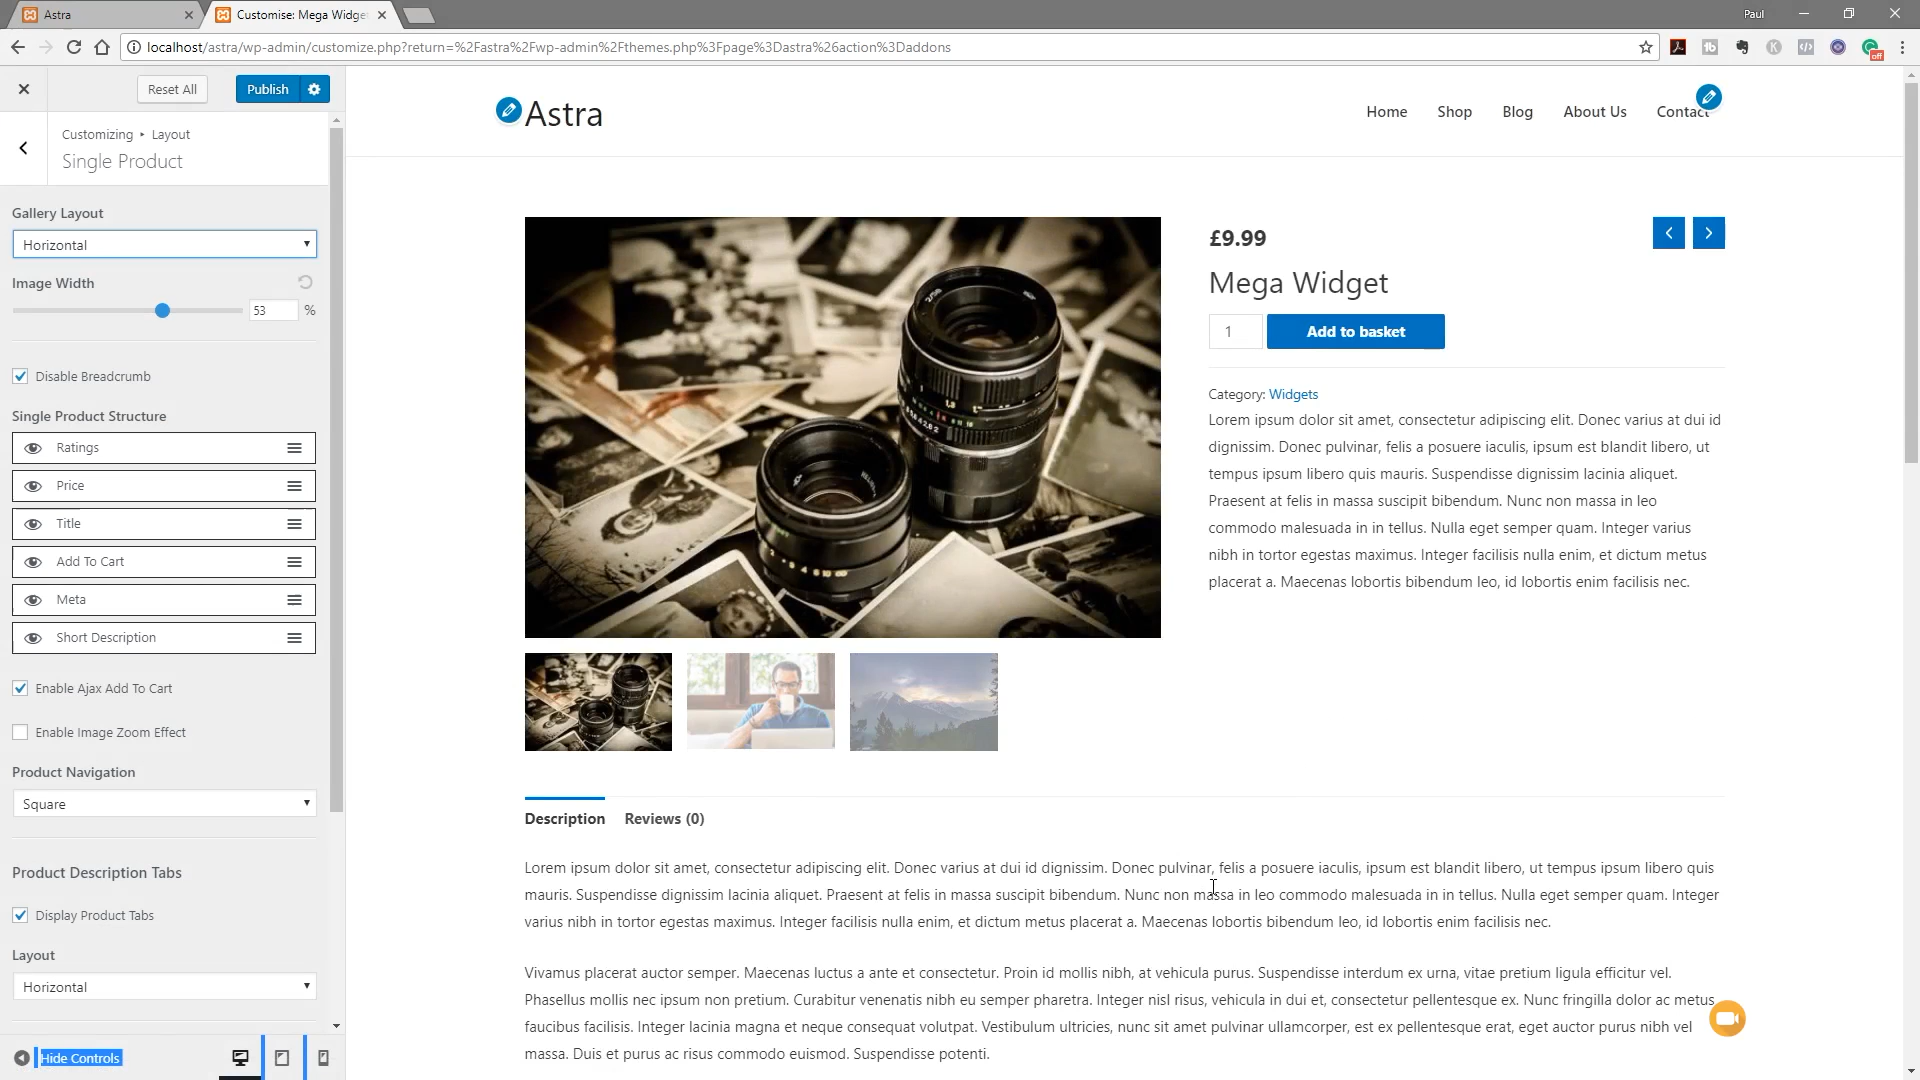 Astra
Customise: Mega Widge
Paul
localhost/astra/wp-admin/customize.php?return=%2Fastra%2Fwp-admin%2Fthemes.php%3Fpage%3Dastra%26action%3Daddons
off
Reset All
Publish
Customizing ▸ Layout
Single Product
Gallery Layout
Horizontal
Image Width
53 %
Disable Breadcrumb
Single Product Structure
Ratings
Price
Title
Add To Cart
Meta
Short Description
Enable Ajax Add To Cart
Enable Image Zoom Effect
Product Navigation
Square
Product Description Tabs
Display Product Tabs
Layout
Horizontal
Hide Controls
Astra
Home Shop Blog About Us Contact
£9.99
Mega Widget
1 Add to basket
Category: Widgets
Lorem ipsum dolor sit amet, consectetur adipiscing elit. Donec varius at dui id
dignissim. Donec pulvinar, felis a posuere iaculis, ipsum est blandit libero, ut
tempus ipsum libero quis mauris. Suspendisse dignissim lacinia aliquet.
Praesent at felis in massa suscipit bibendum. Nunc non massa in leo
commodo malesuada in in tellus. Nulla eget semper quam. Integer varius
nibh in tortor egestas maximus. Integer facilisis nulla enim, et dictum metus
placerat a. Maecenas lobortis bibendum leo, id lobortis enim facilisis nec.
Description Reviews (0)
Lorem ipsum dolor sit amet, consectetur adipiscing elit. Donec varius at dui id dignissim. Donec pulvinar, felis a posuere iaculis, ipsum est blandit libero, ut tempus ipsum libero quis
mauris. Suspendisse dignissim lacinia aliquet. Praesent at felis in massa suscipit bibendum. Nunc non massa in leo commodo malesuada in in tellus. Nulla eget semper quam. Integer
varius nibh in tortor egestas maximus. Integer facilisis nulla enim, et dictum metus placerat a. Maecenas lobortis bibendum leo, id lobortis enim facilisis nec.
Vivamus placerat auctor semper. Maecenas luctus a ante et consectetur. Proin id mollis nibh, at vehicula purus. Suspendisse interdum ex urna, vitae pretium ligula efficitur vel.
Phasellus mollis nec ipsum non pretium. Curabitur venenatis nibh eu semper pharetra. Integer nisl risus, vehicula in dui et, consectetur pellentesque ex. Nunc fringilla dolor ac metus
faucibus facilisis. Integer lacinia magna et neque consequat volutpat. Vestibulum ultricies, nunc sit amet pulvinar ullamcorper, est ex pellentesque erat, eget auctor purus nibh vel
massa. Duis et purus ac risus commodo euismod. Suspendisse potenti.